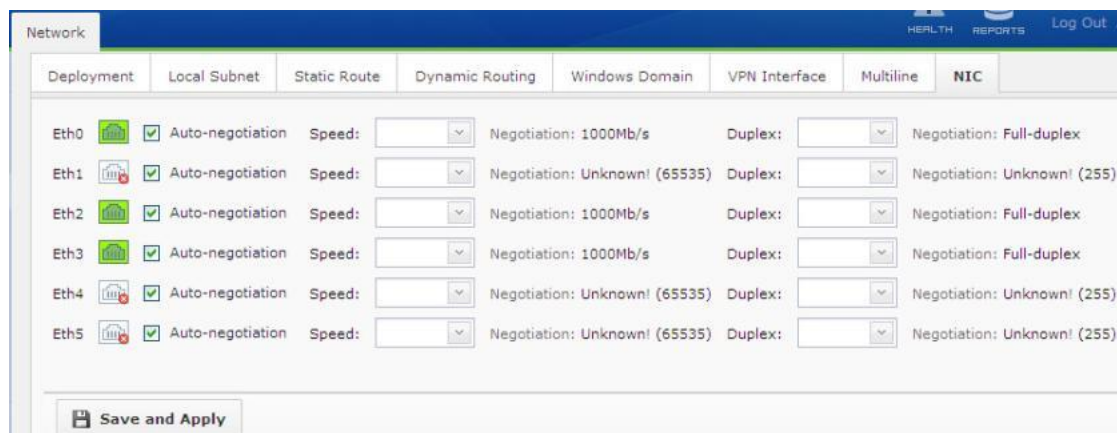 Network
HEALTH REPORTS Log Out
Deployment Local Subnet Static Route Dynamic Routing Windows Domain VPN Interface Multiline NIC
Eth0 Auto-negotiation Speed: Negotiation: 1000Mb/s Duplex: Negotiation: Full-duplex
Eth1 Auto-negotiation Speed: Negotiation: Unknown! (65535) Duplex: Negotiation: Unknown! (255)
Eth2 Auto-negotiation Speed: Negotiation: 1000Mb/s Duplex: Negotiation: Full-duplex
Eth3 Auto-negotiation Speed: Negotiation: 1000Mb/s Duplex: Negotiation: Full-duplex
Eth4 Auto-negotiation Speed: Negotiation: Unknown! (65535) Duplex: Negotiation: Unknown! (255)
Eth5 Auto-negotiation Speed: Negotiation: Unknown! (65535) Duplex: Negotiation: Unknown! (255)
Save and Apply